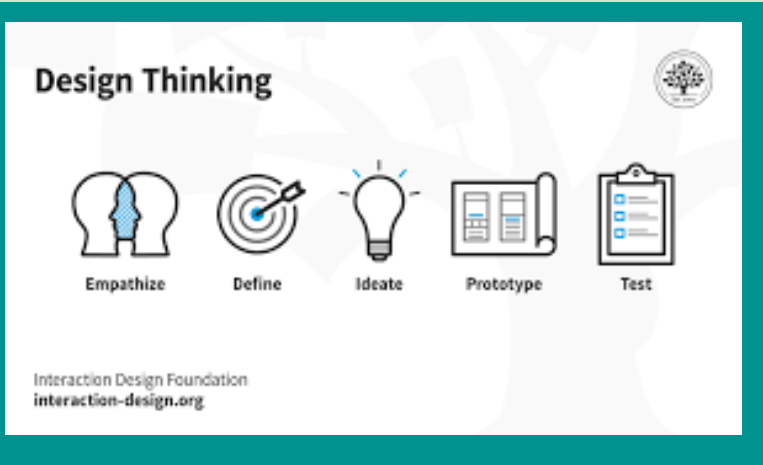 Design Thinking
Empathize
Define
Ideate
Prototype
Test
Interaction Design Foundation
interaction-design.org